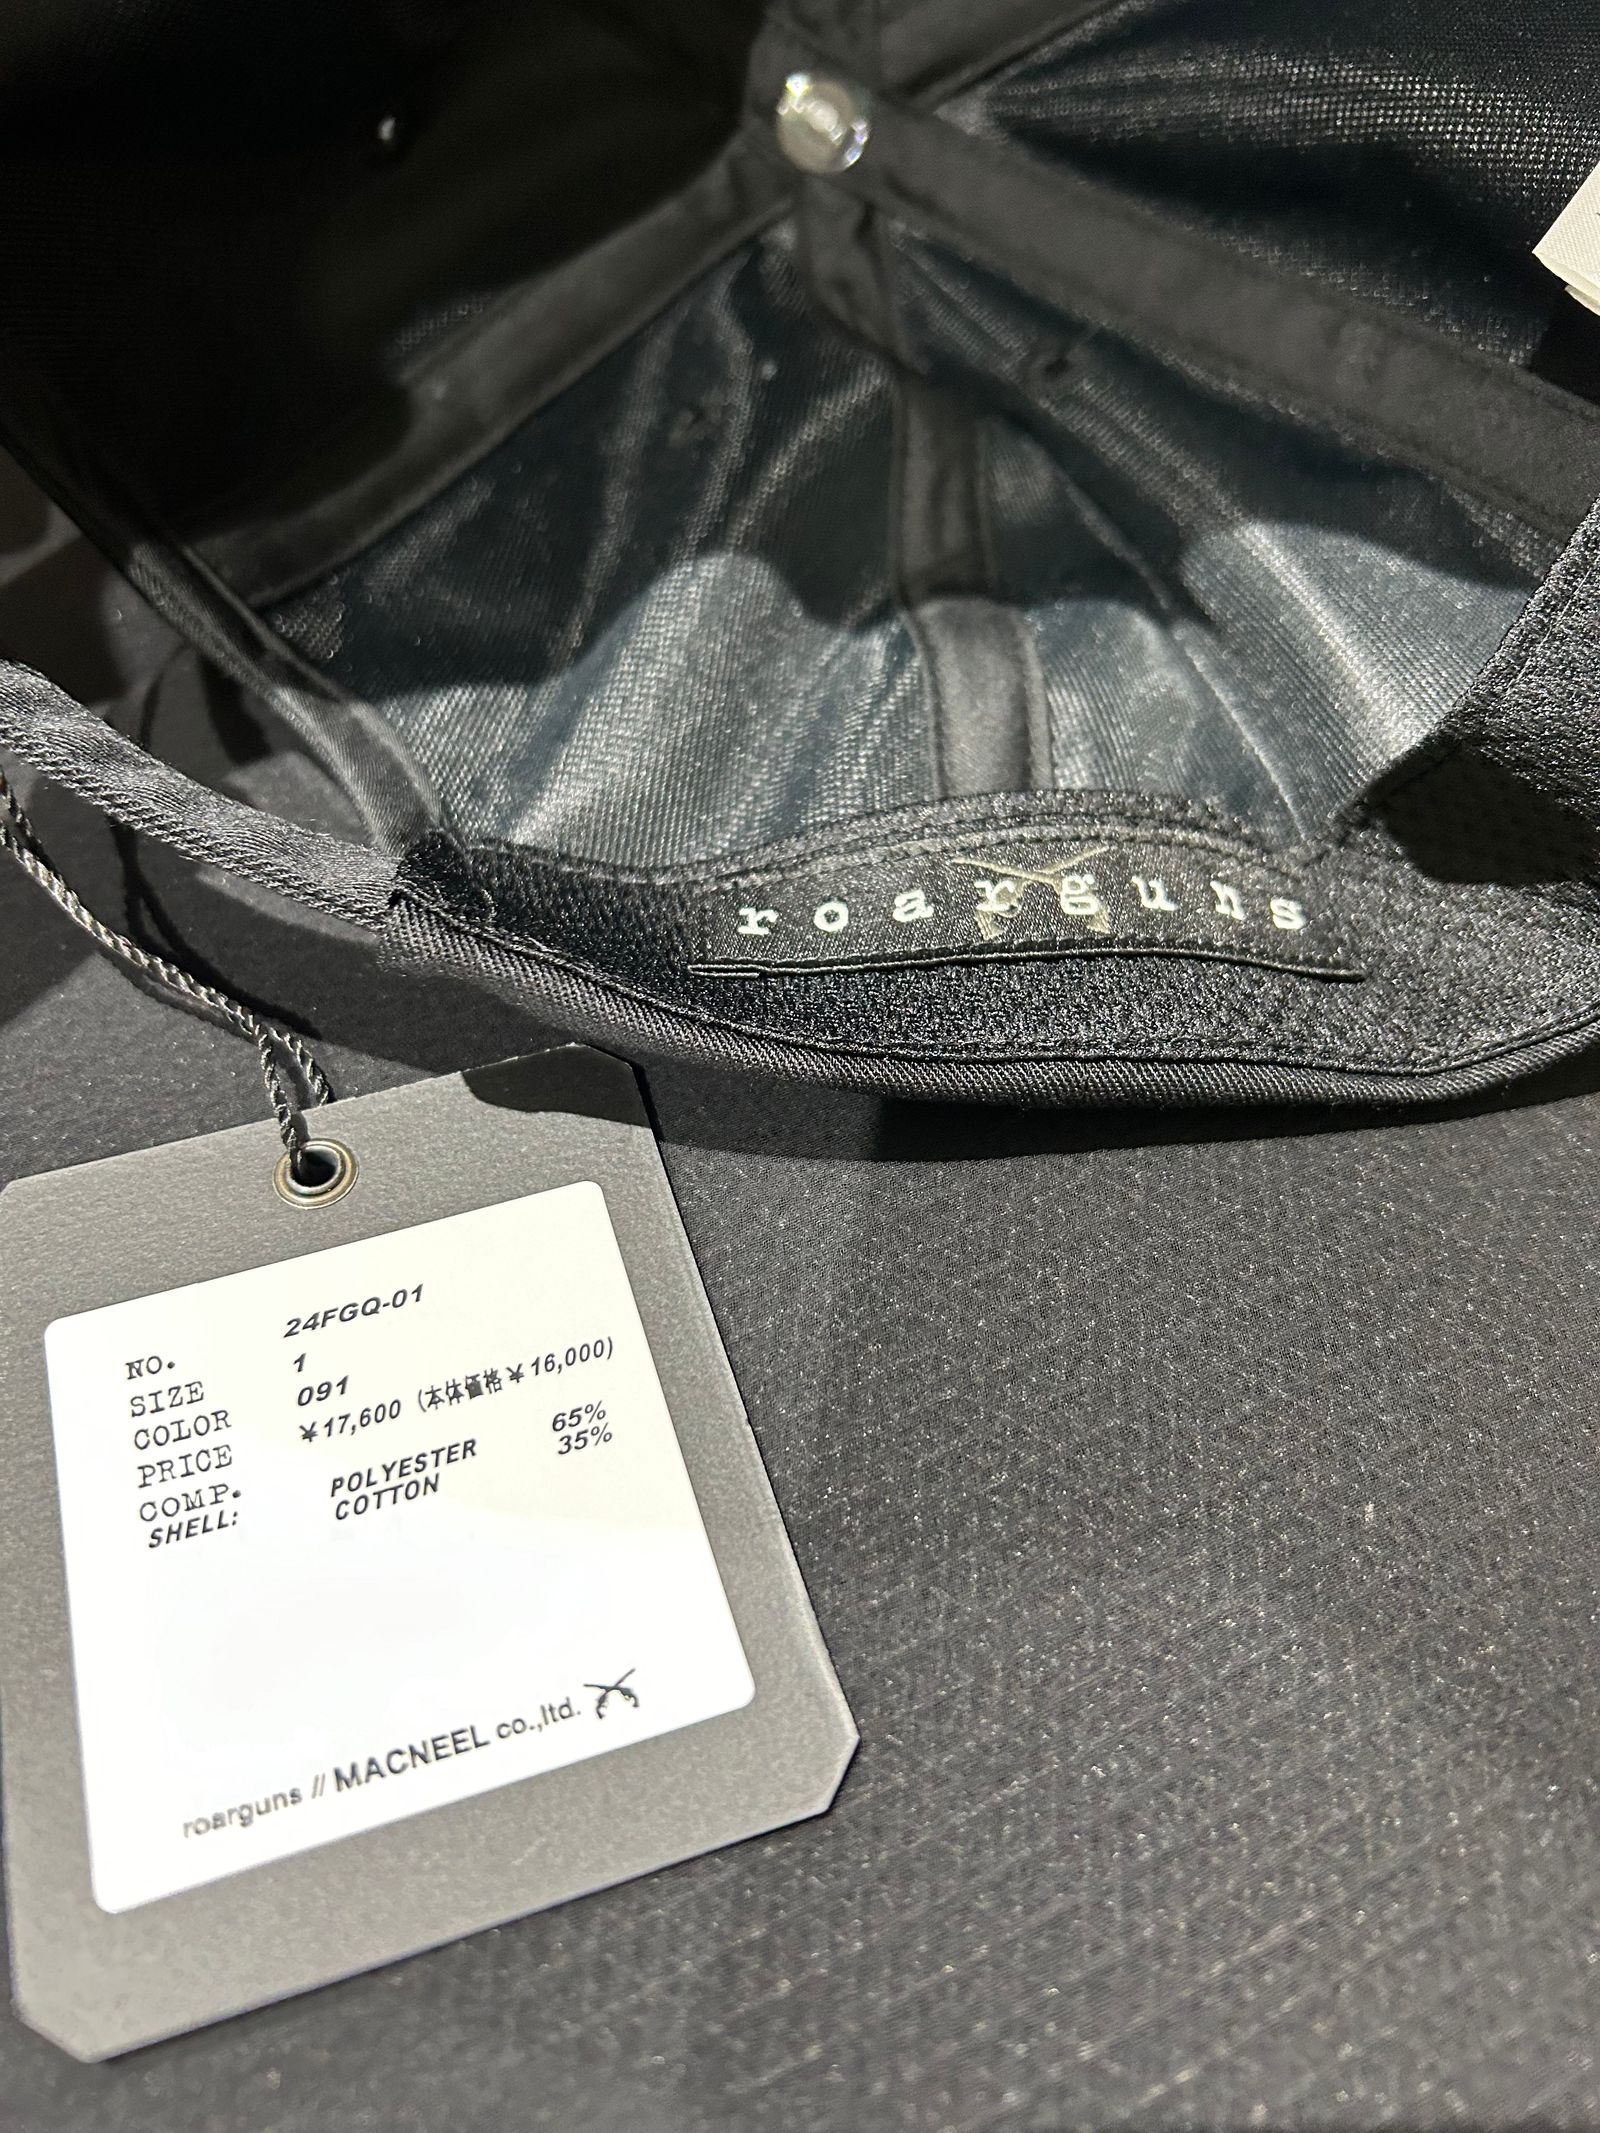 roarguns
NO. 24FGQ-01
SIZE 1
COLOR 091
PRICE ¥17,600 (本体価格¥16,000)
COMP.
SHELL: POLYESTER 65%
COTTON 35%
roarguns // MACNEEL co.,ltd.